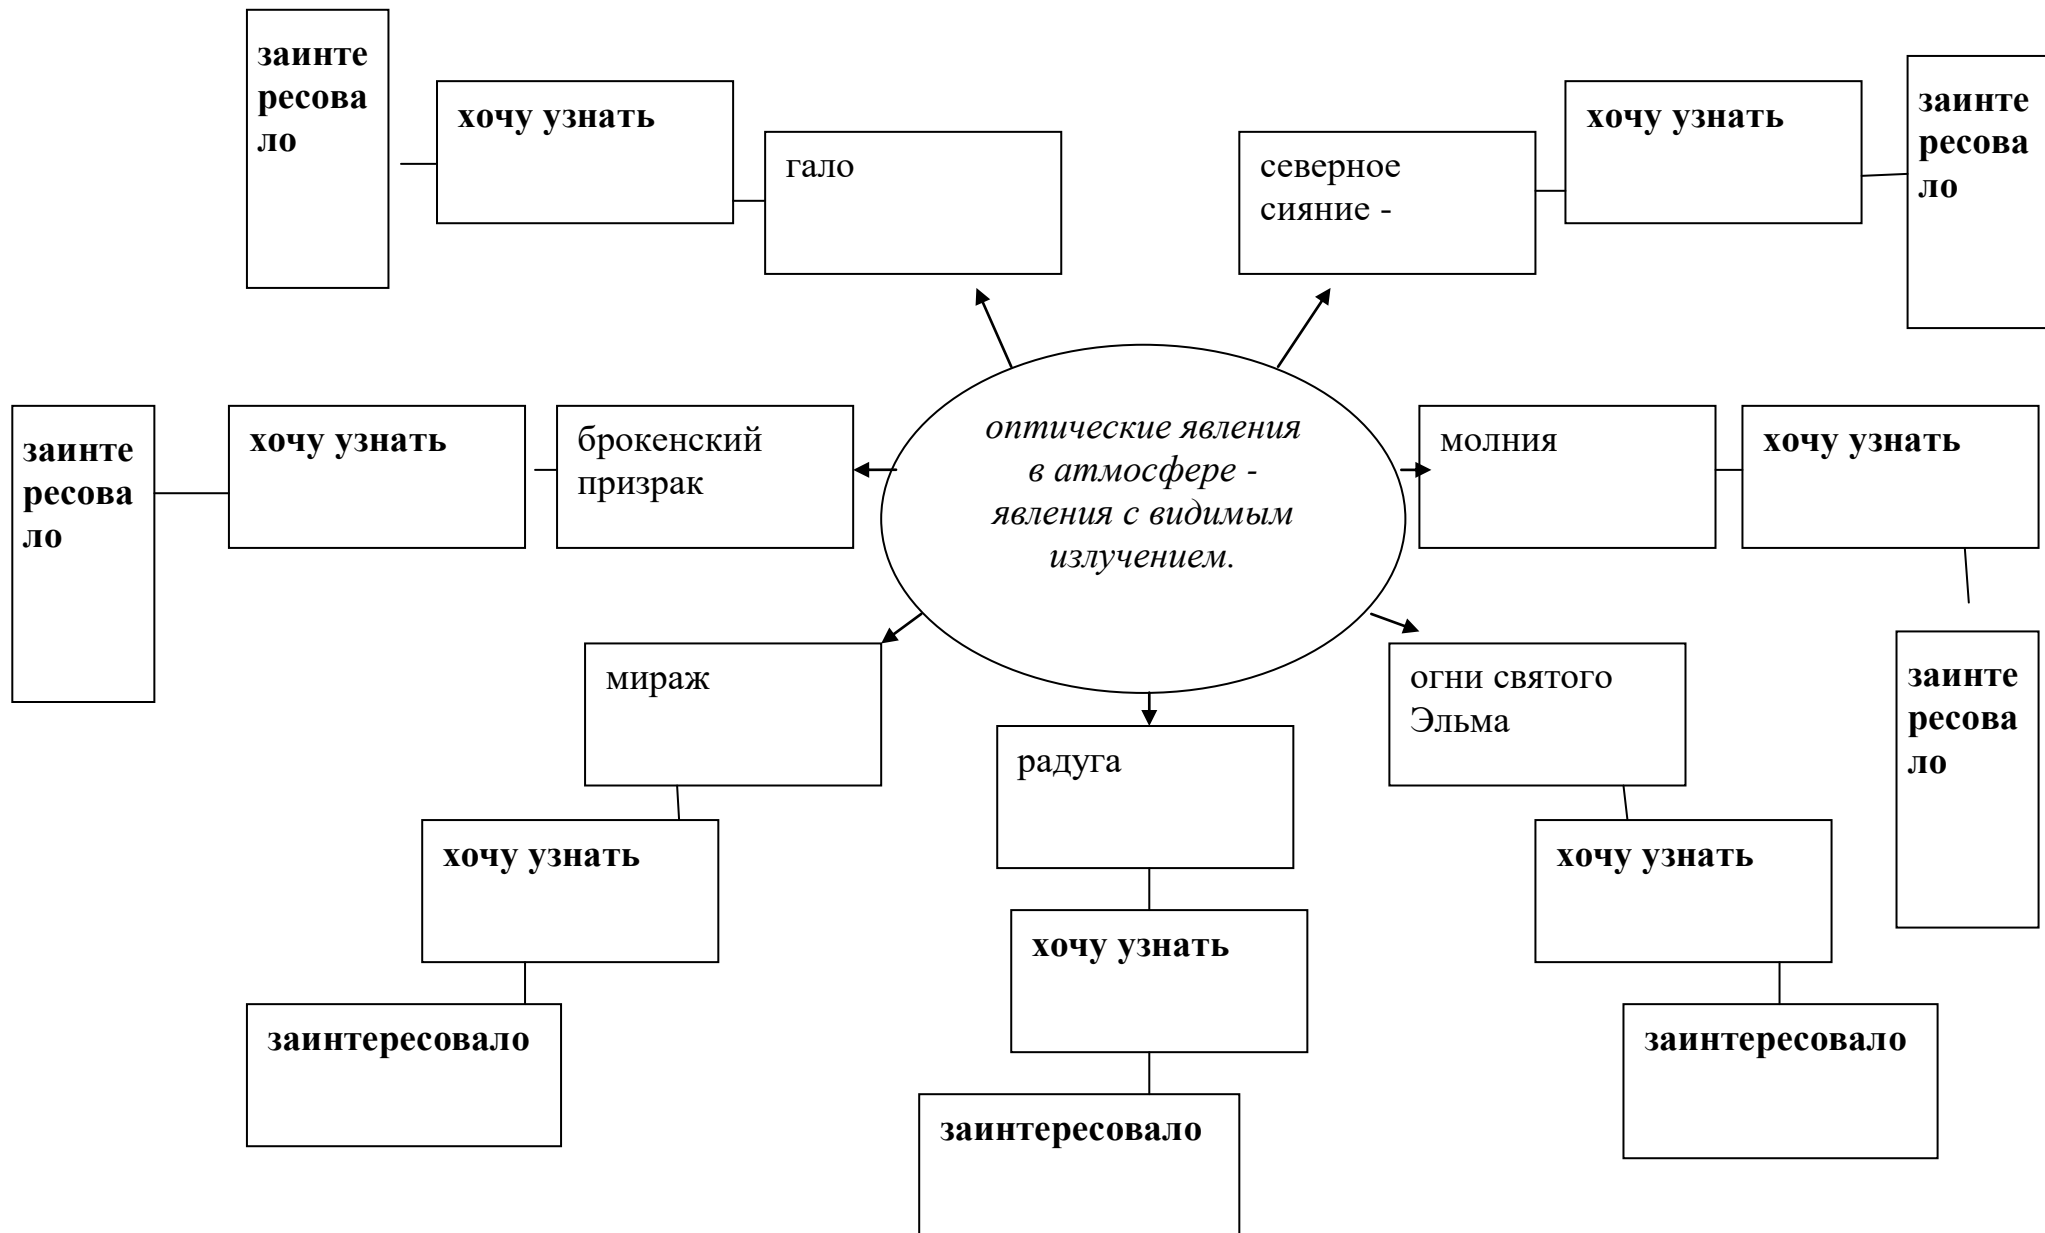 заинте
ресова
ло
хочу узнать
гало
северное
сияние -
хочу узнать
заинте
ресова
ло
заинте
ресова
ло
хочу узнать
брокенский
призрак
оптические явления
в атмосфере -
явления с видимым
излучением.
молния
хочу узнать
мираж
радуга
огни святого
Эльма
заинте
ресова
ло
хочу узнать
хочу узнать
хочу узнать
заинтересовало
заинтересовало
заинтересовало